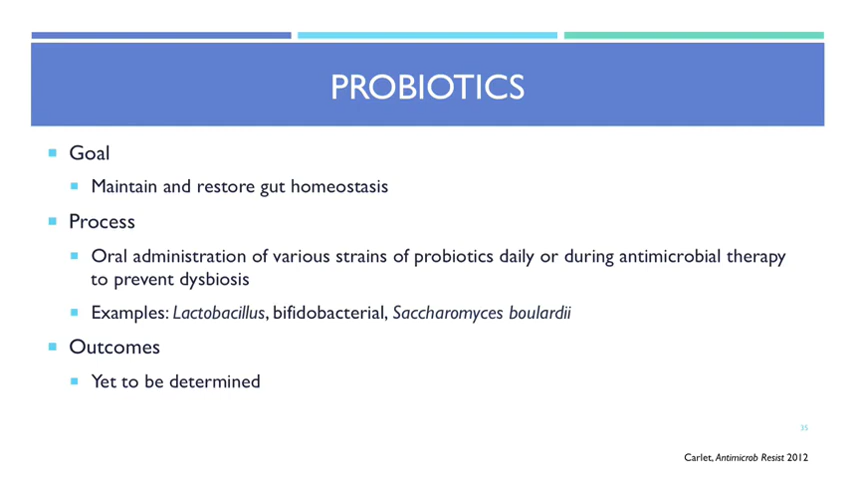 PROBIOTICS
Goal
Maintain and restore gut homeostasis
Process
Oral administration of various strains of probiotics daily or during antimicrobial therapy
to prevent dysbiosis
Examples: Lactobacillus, bifidobacterial, Saccharomyces boulardii
Outcomes
Yet to be determined
35
Carlet, Antimicrob Resist 2012